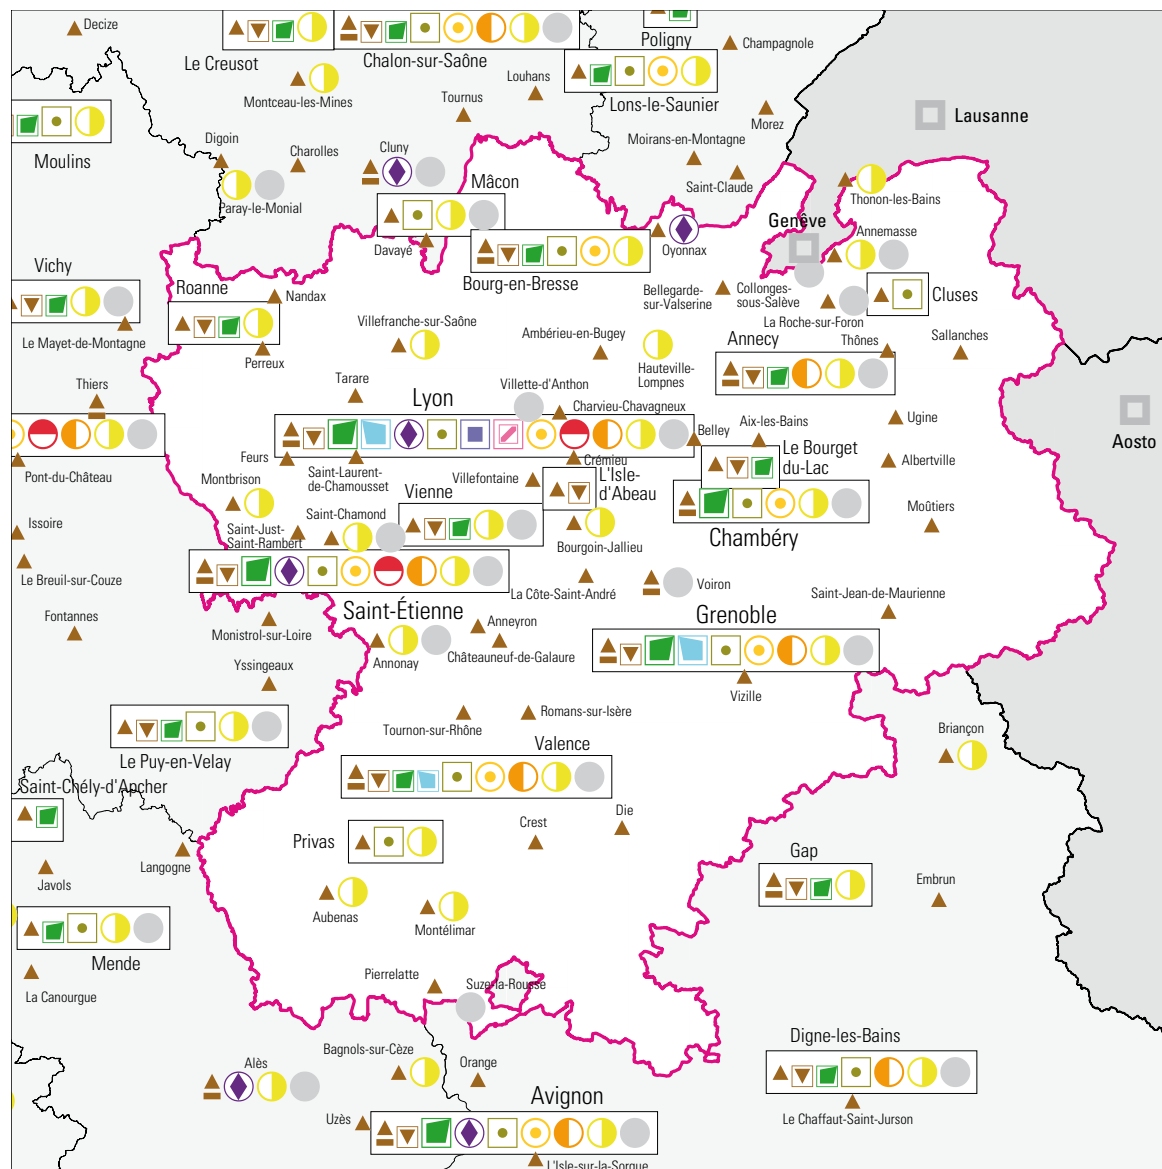 Decize
Le Creusot
Chalon-sur-Saône
Poligny
Champagnole
Montceau-les-Mines
Louhans
Tournus
Lons-le-Saunier
Morez
Lausanne
Moulins
Digoin
Charolles
Cluny
Moirans-en-Montagne
Saint-Claude
Paray-le-Monial
Mâcon
Davayé
Thonon-les-Bains
Genève
Annemasse
Oyonnax
Bourg-en-Bresse
Vichy
Roanne
Nandax
Bellegarde-
sur-Valserine
Collonges-
sous-Salève
Cluses
La Roche-sur-Foron
Le Mayet-de-Montagne
Villefranche-sur-Saône
Ambérieu-en-Bugey
Annecy
Thônes
Sallanches
Perreux
Hauteville-
Lompnes
Thiers
Tarare
Lyon
Villette-d'Anthon
Charvieu-Chavagneux
Aix-les-Bains
Ugine
Aosto
Belley
Le Bourget
du-Lac
Feurs
Saint-Laurent-
de-Chamousset
Crémieu
Albertville
Pont-du-Château
Montbrison
Villefontaine
L'Isle-
d'Abeau
Vienne
Moûtiers
Issoire
Saint-Just-
Saint-Rambert
Saint-Chamond
Bourgoin-Jallieu
Chambéry
Le Breuil-sur-Couze
La Côte-Saint-André
Voiron
Saint-Jean-de-Maurienne
Fontannes
Monistrol-sur-Loire
Saint-Étienne
Grenoble
Anneyron
Châteauneuf-de-Galaure
Annonay
Yssingeaux
Vizille
Tournon-sur-Rhône
Romans-sur-Isère
Briançon
Le Puy-en-Velay
Valence
Saint-Chély-d'Apcher
Die
Crest
Privas
Langogne
Javols
Gap
Embrun
Aubenas
Montélimar
Mende
La Canourgue
Pierrelatte
Suze-la-Rousse
Digne-les-Bains
Alès
Bagnols-sur-Cèze
Orange
Avignon
Uzès
Le Chaffaut-Saint-Jurson
L'Isle-sur-la-Sorgue